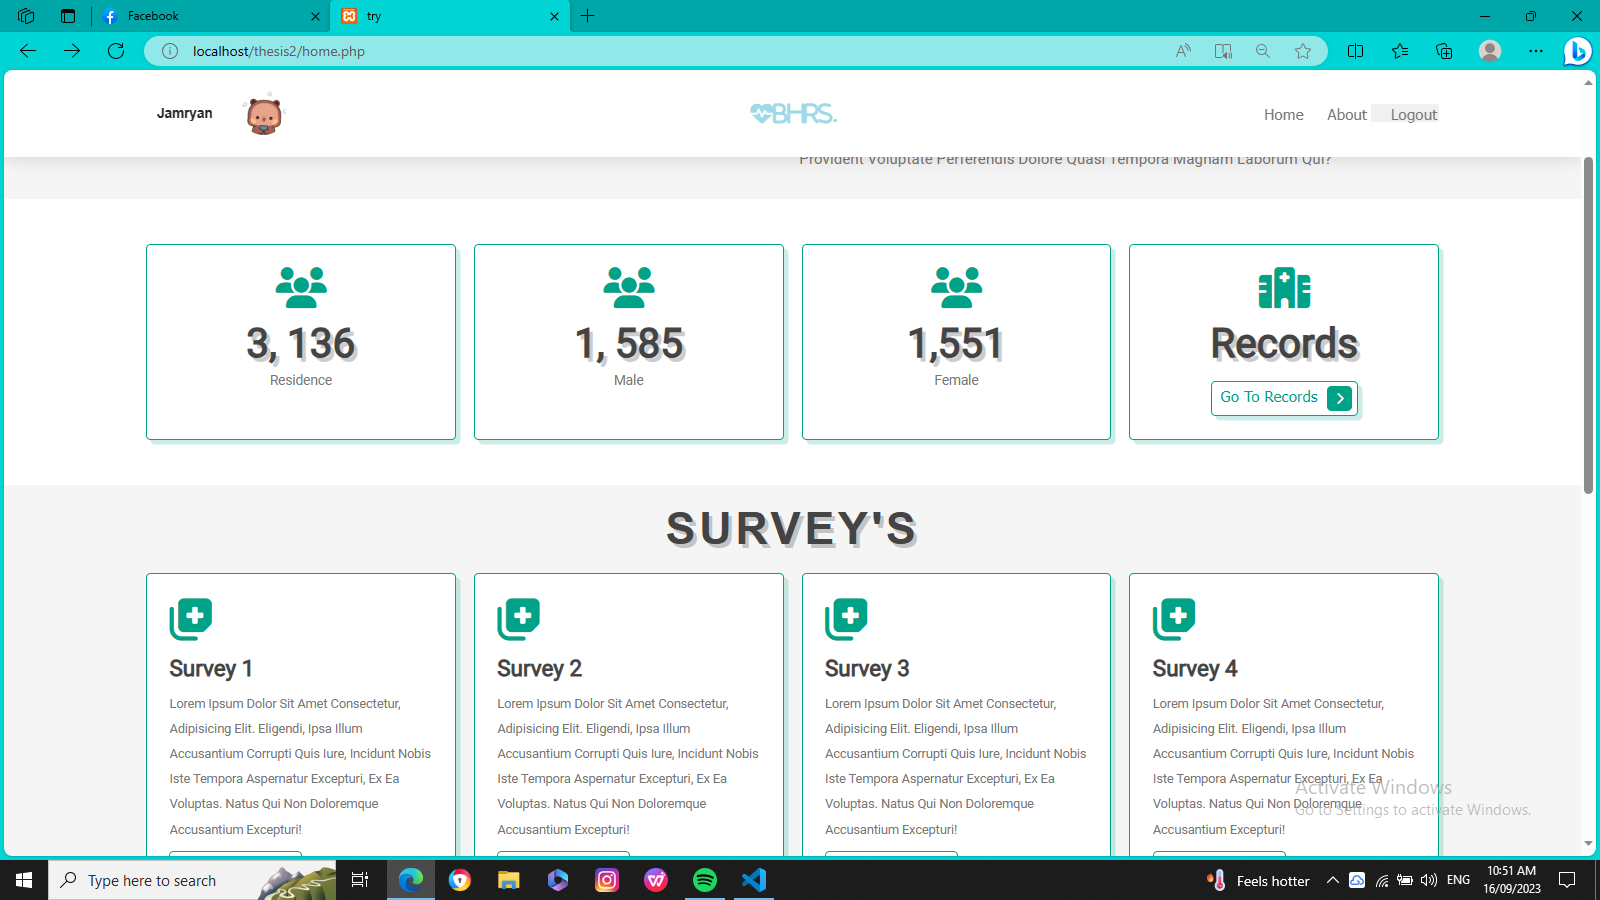 Facebook
try
localhost/thesis2/home.php
Jamryan
BHRS.
Home About Logout
Provident Voluptate Perferendis Dolore Quasi Tempora Magnam Laborum Qui?
3, 136
Residence
1, 585
Male
1,551
Female
Records
Go To Records
SURVEY'S
Survey 1
Lorem Ipsum Dolor Sit Amet Consectetur,
Adipisicing Elit. Eligendi, Ipsa Illum
Accusantium Corrupti Quis Iure, Incidunt Nobis
Iste Tempora Aspernatur Excepturi, Ex Ea
Voluptas. Natus Qui Non Doloremque
Accusantium Excepturi!
Survey 2
Lorem Ipsum Dolor Sit Amet Consectetur,
Adipisicing Elit. Eligendi, Ipsa Illum
Accusantium Corrupti Quis Iure, Incidunt Nobis
Iste Tempora Aspernatur Excepturi, Ex Ea
Voluptas. Natus Qui Non Doloremque
Accusantium Excepturi!
Survey 3
Lorem Ipsum Dolor Sit Amet Consectetur,
Adipisicing Elit. Eligendi, Ipsa Illum
Accusantium Corrupti Quis Iure, Incidunt Nobis
Iste Tempora Aspernatur Excepturi, Ex Ea
Voluptas. Natus Qui Non Doloremque
Accusantium Excepturi!
Survey 4
Lorem Ipsum Dolor Sit Amet Consectetur,
Adipisicing Elit. Eligendi, Ipsa Illum
Accusantium Corrupti Quis Iure, Incidunt Nobis
Iste Tempora Aspernatur Excepturi, Ex Ea
Voluptas. Natus Qui Non Doloremque
Accusantium Excepturi!
Activate Windows
Go to Settings to activate Windows.
Type here to search
Feels hotter
ENG
10:51 AM
16/09/2023